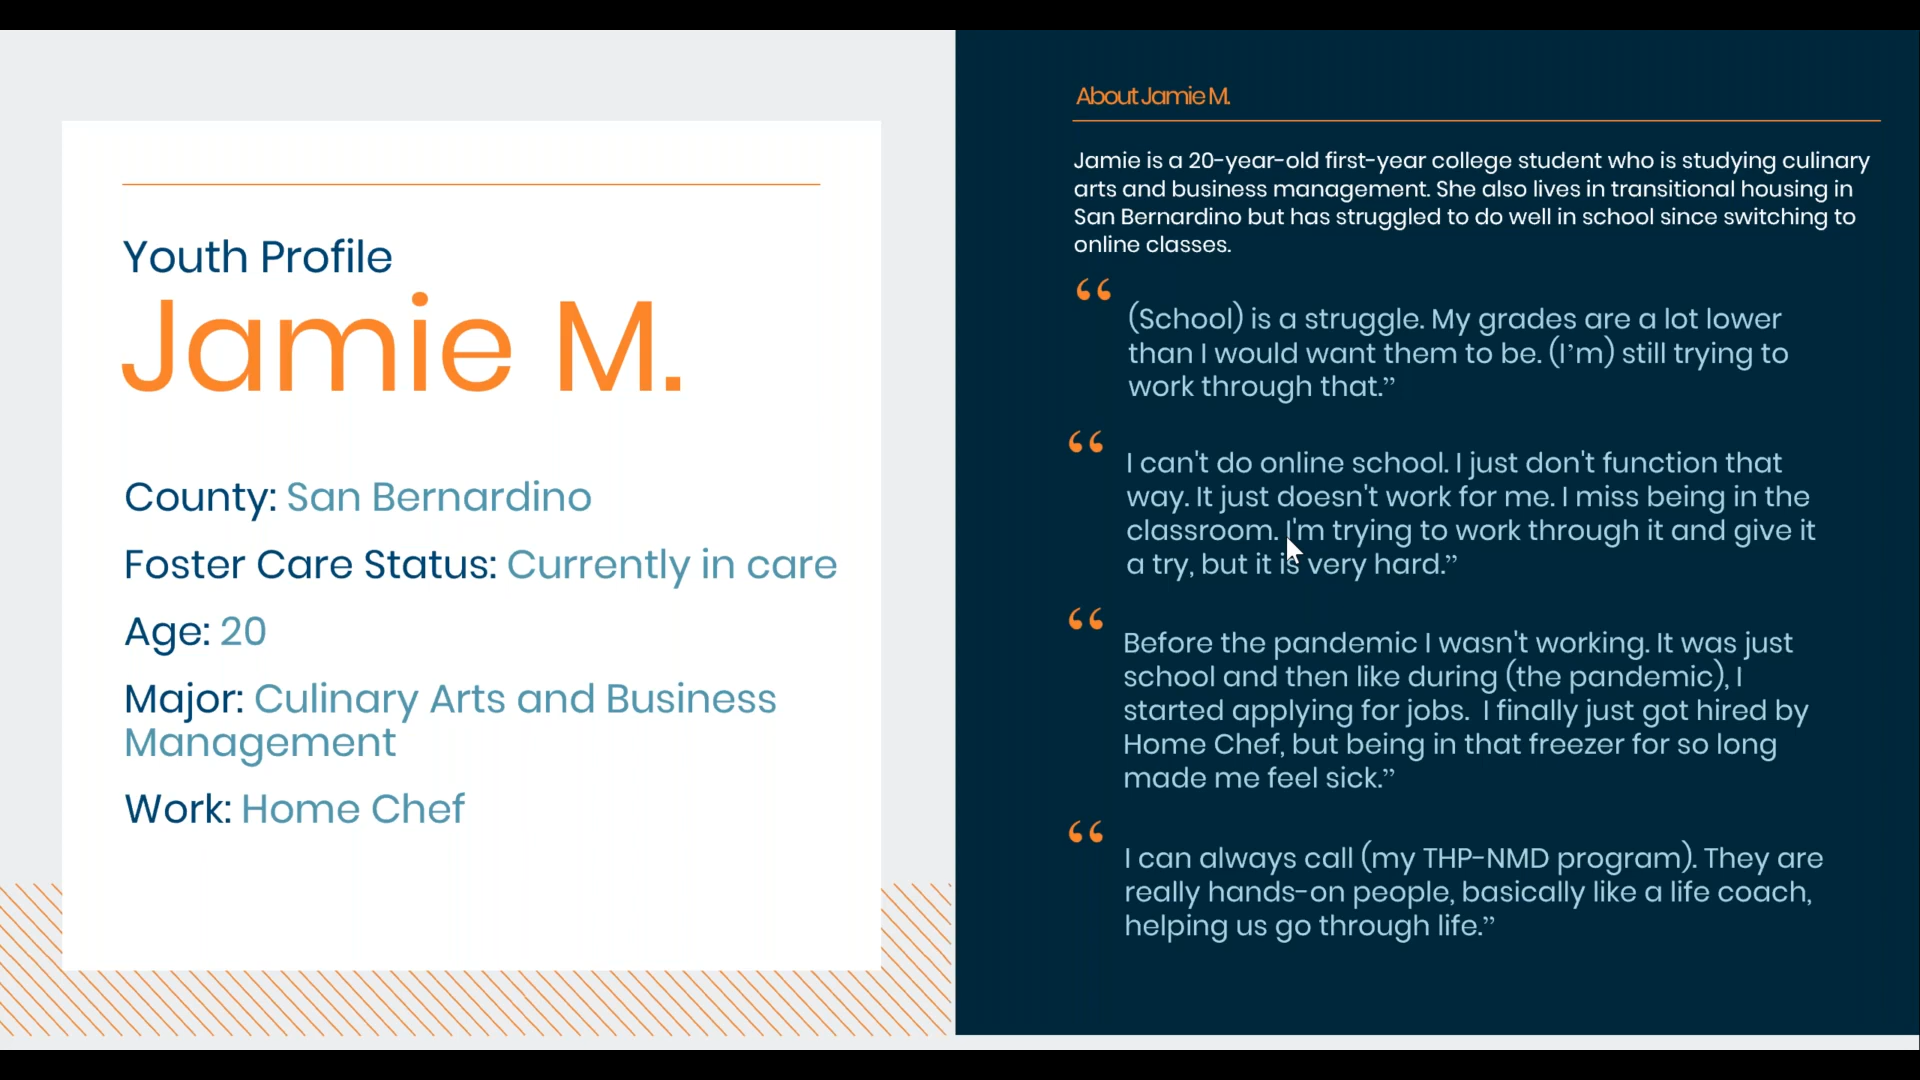 Youth Profile
Jamie M.
County: San Bernardino
Foster Care Status: Currently in care
Age: 20
Major: Culinary Arts and Business
Management
Work: Home Chef
About Jamie M.
Jamie is a 20-year-old first-year college student who is studying culinary
arts and business management. She also lives in transitional housing in
San Bernardino but has struggled to do well in school since switching to
online classes.
“(School) is a struggle. My grades are a lot lower
than I would want them to be. (I’m) still trying to
work through that.”
“I can't do online school. I just don't function that
way. It just doesn't work for me. I miss being in the
classroom. I'm trying to work through it and give it
a try, but it is very hard.”
“Before the pandemic I wasn't working. It was just
school and then like during (the pandemic), I
started applying for jobs.  I finally just got hired by
Home Chef, but being in that freezer for so long
made me feel sick.”
“I can always call (my THP-NMD program). They are
really hands-on people, basically like a life coach,
helping us go through life.”